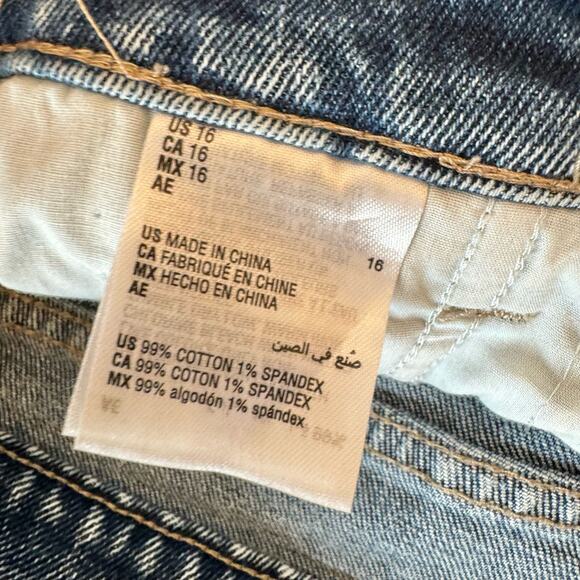 US 16
CA 16
MX 16
AE
16
US MADE IN CHINA
CA FABRIQUÉ EN CHINE
MX HECHO EN CHINA
AE
صُنع في الصين
US 99% COTTON 1% SPANDEX
CA 99% COTON 1% SPANDEX
MX 99% algodón 1% spándex